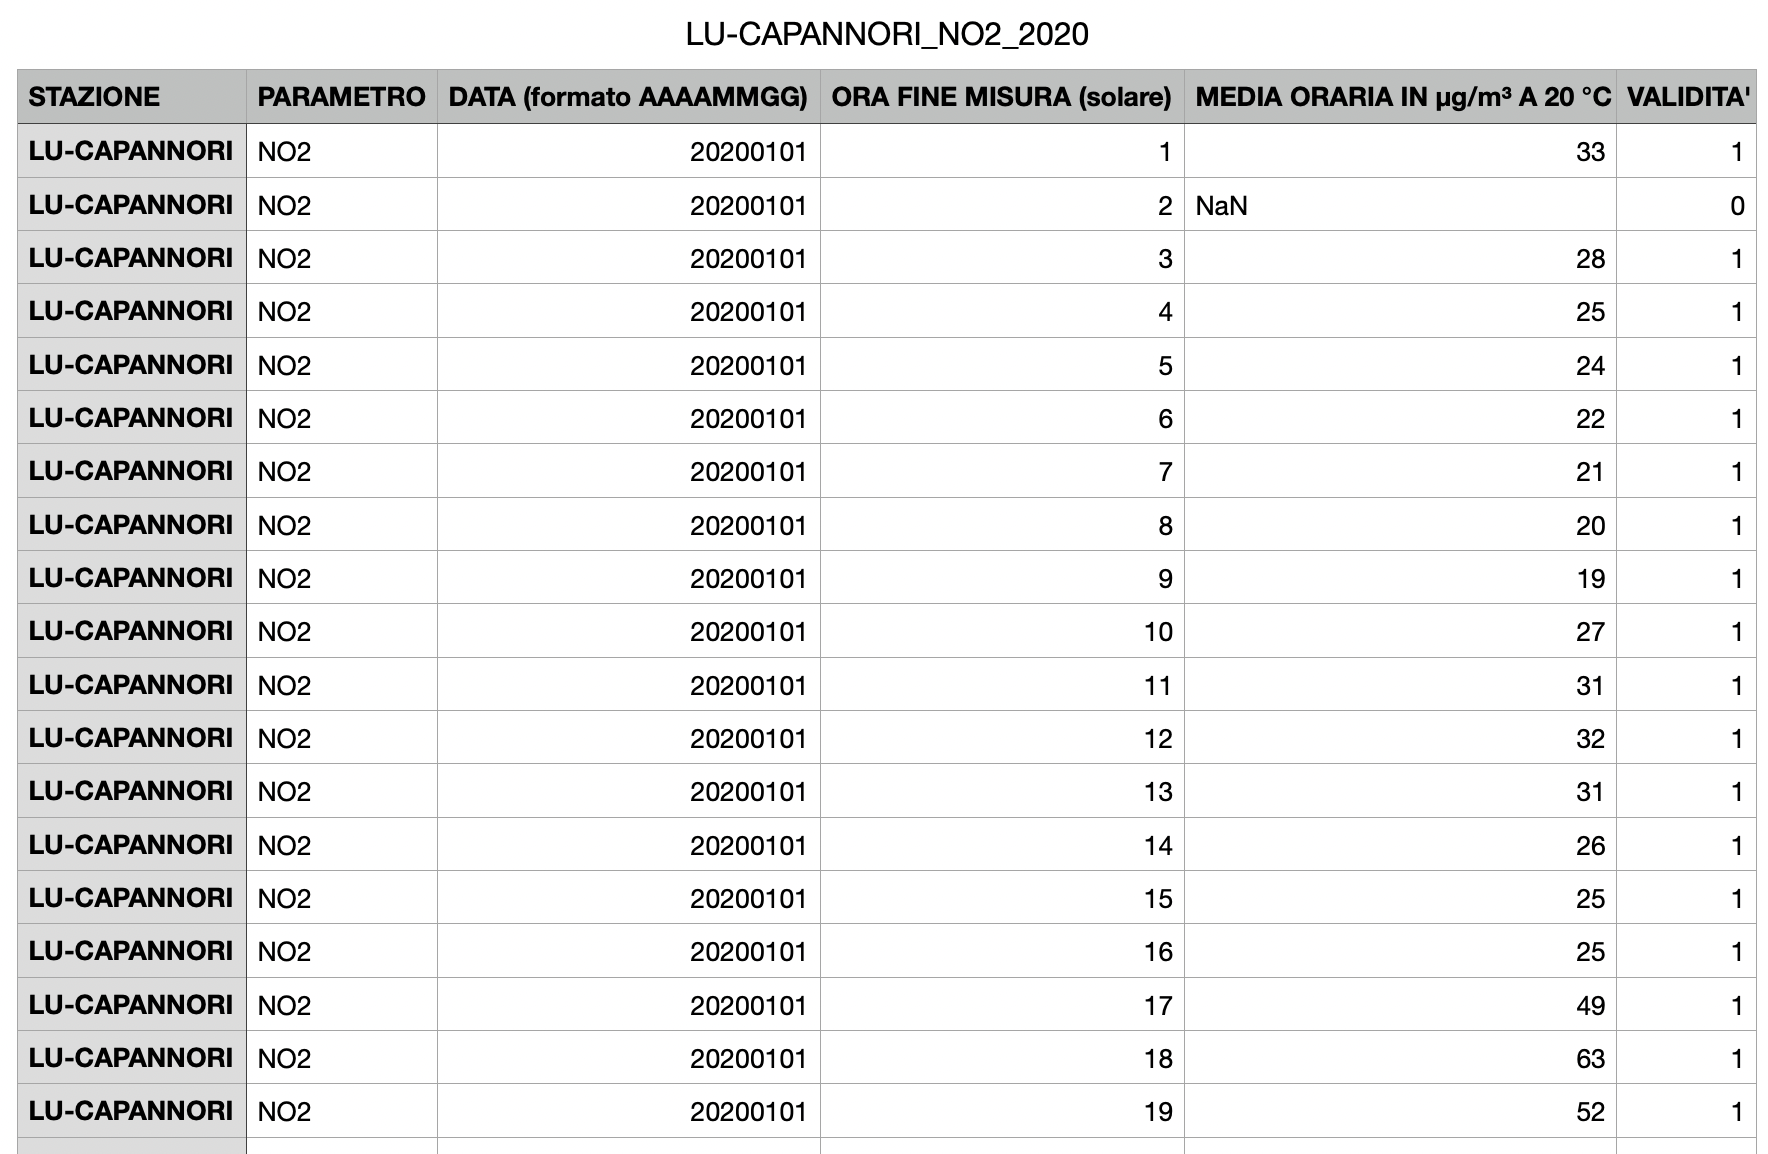 LU-CAPANNORI_NO2_2020
STAZIONE PARAMETRO DATA (formato AAAAMMGG) ORA FINE MISURA (solare) MEDIA ORARIA IN µg/m³ A 20 °C VALIDITA'
LU-CAPANNORI NO2 20200101 1 33 1
LU-CAPANNORI NO2 20200101 2 NaN 0
LU-CAPANNORI NO2 20200101 3 28 1
LU-CAPANNORI NO2 20200101 4 25 1
LU-CAPANNORI NO2 20200101 5 24 1
LU-CAPANNORI NO2 20200101 6 22 1
LU-CAPANNORI NO2 20200101 7 21 1
LU-CAPANNORI NO2 20200101 8 20 1
LU-CAPANNORI NO2 20200101 9 19 1
LU-CAPANNORI NO2 20200101 10 27 1
LU-CAPANNORI NO2 20200101 11 31 1
LU-CAPANNORI NO2 20200101 12 32 1
LU-CAPANNORI NO2 20200101 13 31 1
LU-CAPANNORI NO2 20200101 14 26 1
LU-CAPANNORI NO2 20200101 15 25 1
LU-CAPANNORI NO2 20200101 16 25 1
LU-CAPANNORI NO2 20200101 17 49 1
LU-CAPANNORI NO2 20200101 18 63 1
LU-CAPANNORI NO2 20200101 19 52 1